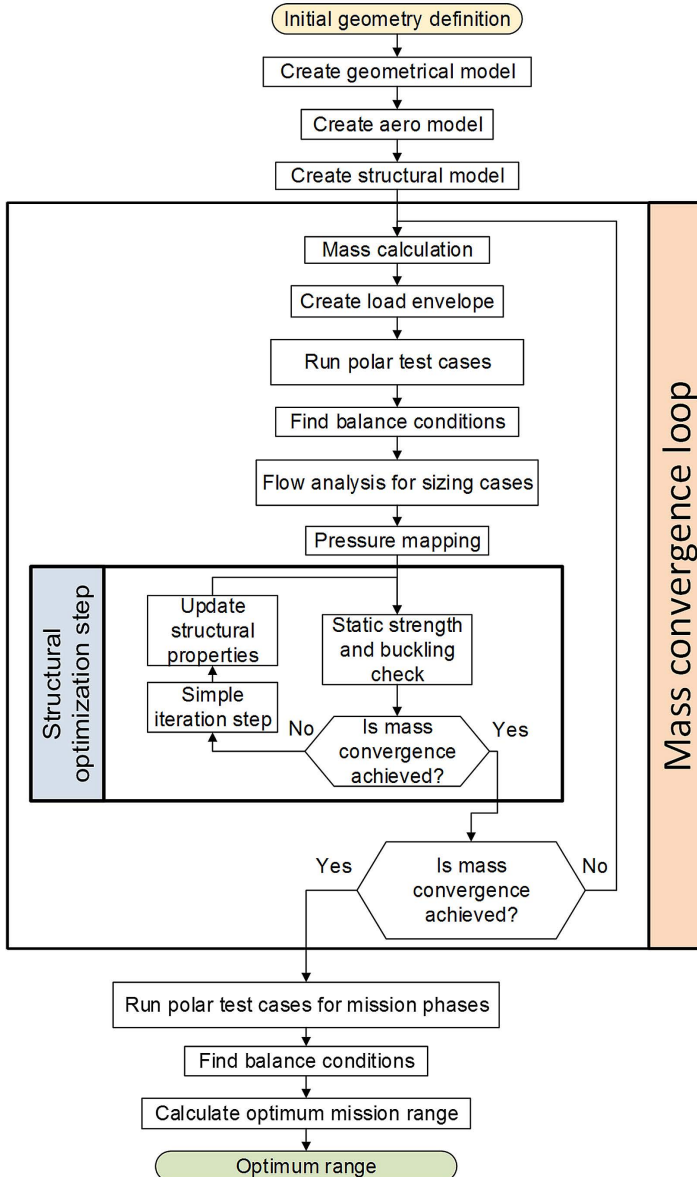 Initial geometry definition
Create geometrical model
Create aero model
Create structural model
Mass calculation
Create load envelope
Run polar test cases
Find balance conditions
Flow analysis for sizing cases
Pressure mapping
Mass convergence loop
Structural
optimization step
Update
structural
properties
Simple
iteration step
Static strength
and buckling
check
No
Is mass
convergence
achieved?
Yes
Yes
Is mass
convergence
achieved?
No
Run polar test cases for mission phases
Find balance conditions
Calculate optimum mission range
Optimum range